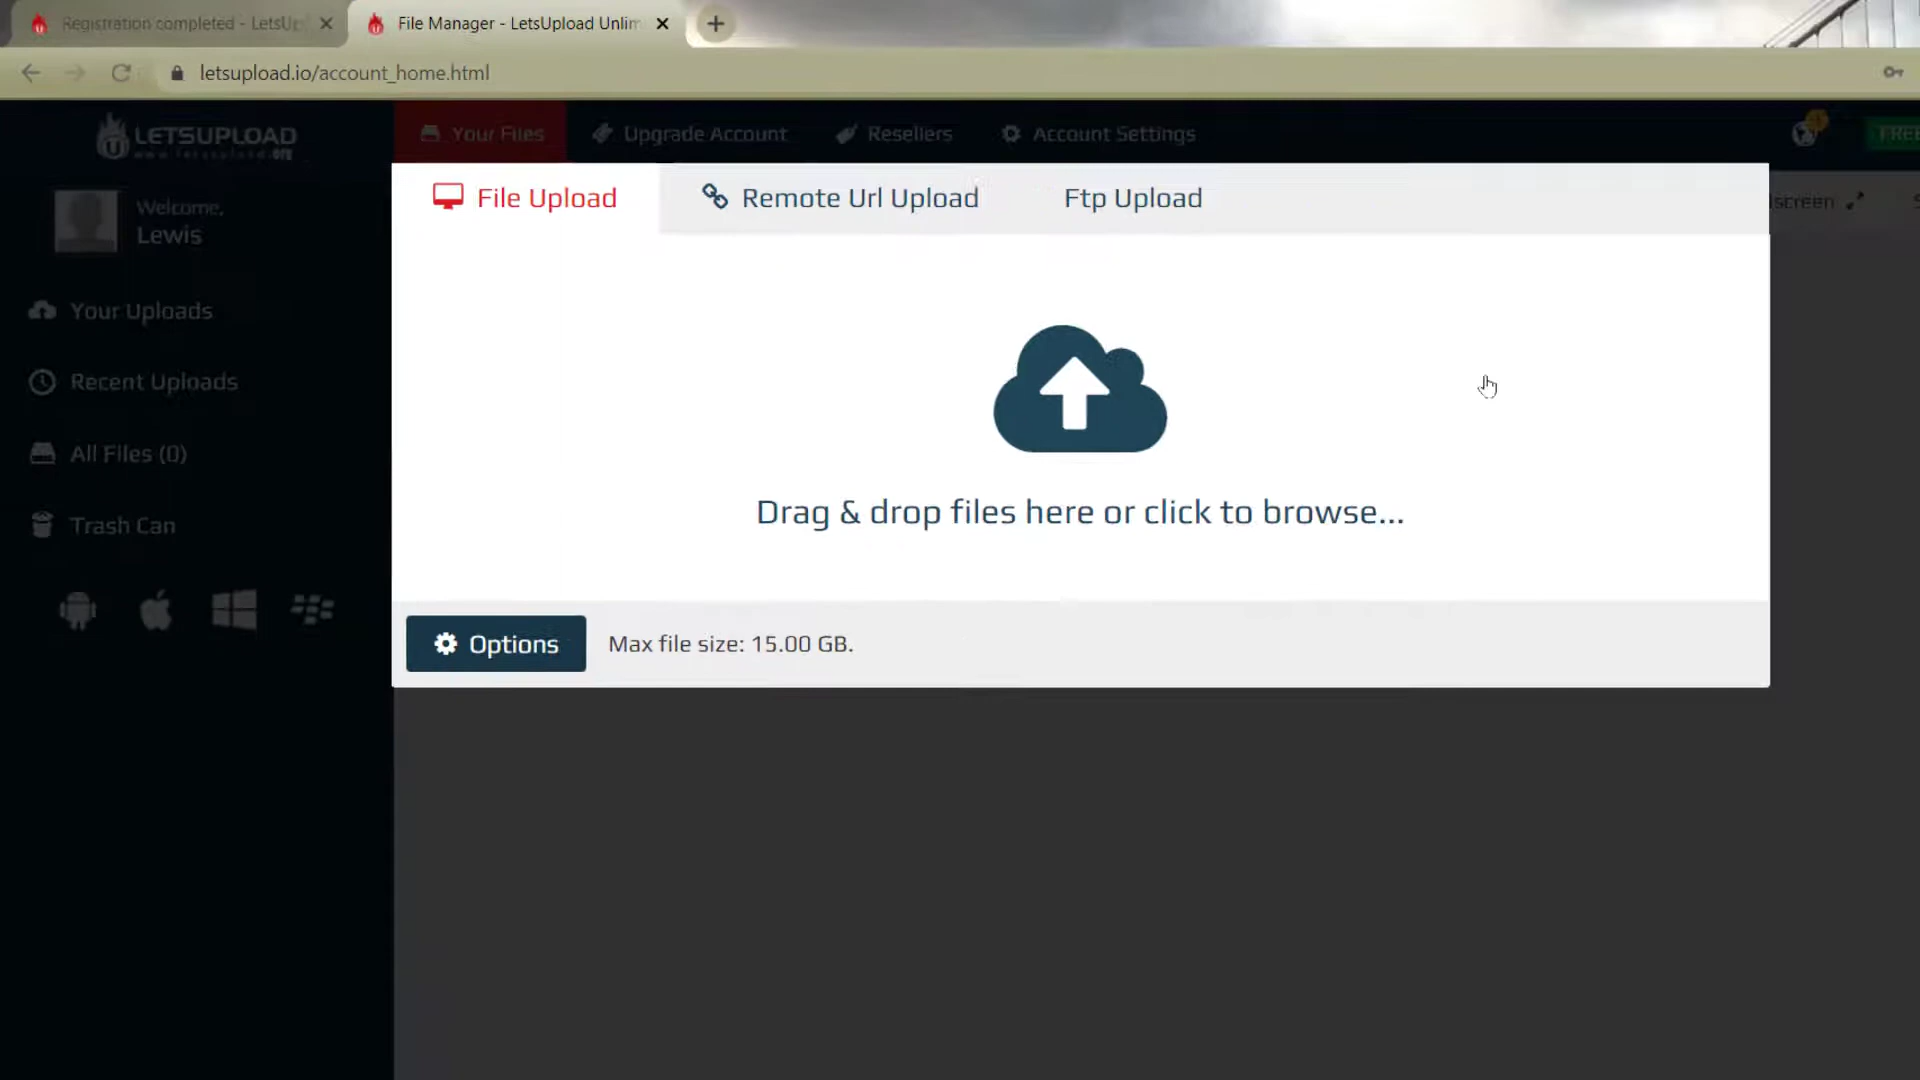 Registration completed - LetsUp
File Manager - LetsUpload Unlim
letsupload.io/account_home.html
LETSUPLOAD
Your Files
Upgrade Account
Resellers
Account Settings
FREE
File Upload
Remote Url Upload
Ftp Upload
lscreen
Welcome,
Lewis
Your Uploads
Recent Uploads
All Files (0)
Trash Can
Drag & drop files here or click to browse...
Options
Max file size: 15.00 GB.